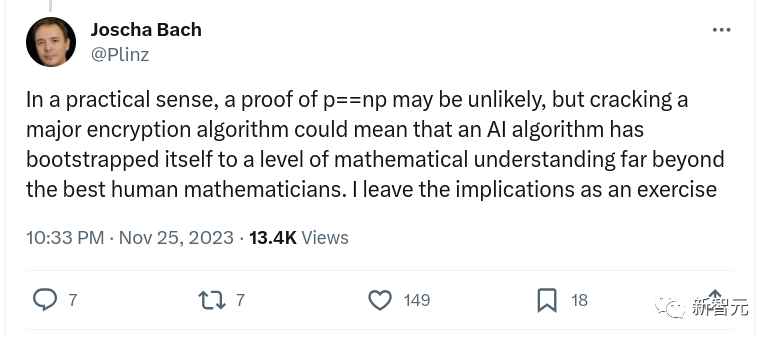 Joscha Bach
@Plinz
In a practical sense, a proof of p==np may be unlikely, but cracking a
major encryption algorithm could mean that an AI algorithm has
bootstrapped itself to a level of mathematical understanding far beyond
the best human mathematicians. I leave the implications as an exercise
10:33 PM · Nov 25, 2023 · 13.4K Views
7 7 149 18
新智元